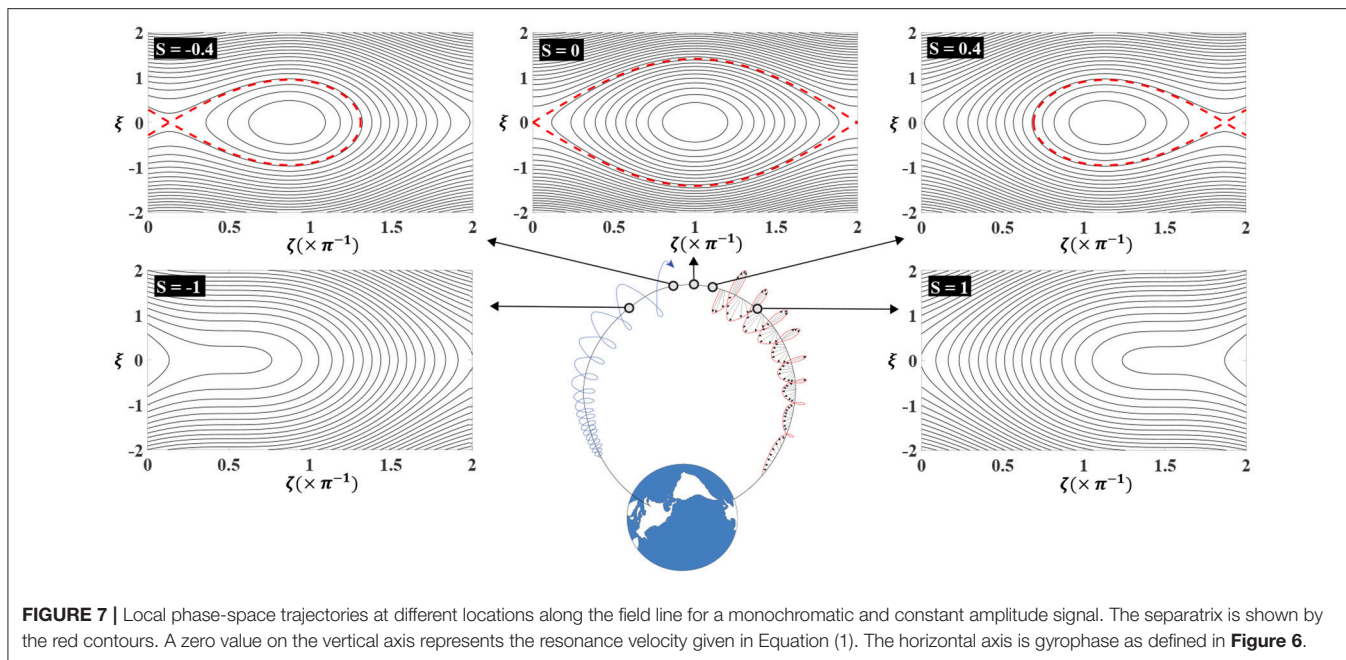 S = -0.4
2
1
ξ
0
-1
-2
0
0.5
1
1.5
2
ζ(× π⁻¹)
S = 0
2
1
ξ
0
-1
-2
0
0.5
1
1.5
2
ζ(× π⁻¹)
S = 0.4
2
1
ξ
0
-1
-2
0
0.5
1
1.5
2
ζ(× π⁻¹)
S = -1
2
1
ξ
0
-1
-2
0
0.5
1
1.5
2
ζ(× π⁻¹)
S = 1
2
1
ξ
0
-1
-2
0
0.5
1
1.5
2
ζ(× π⁻¹)
FIGURE 7 | Local phase-space trajectories at different locations along the field line for a monochromatic and constant amplitude signal. The separatrix is shown by
the red contours. A zero value on the vertical axis represents the resonance velocity given in Equation (1). The horizontal axis is gyrophase as defined in Figure 6.